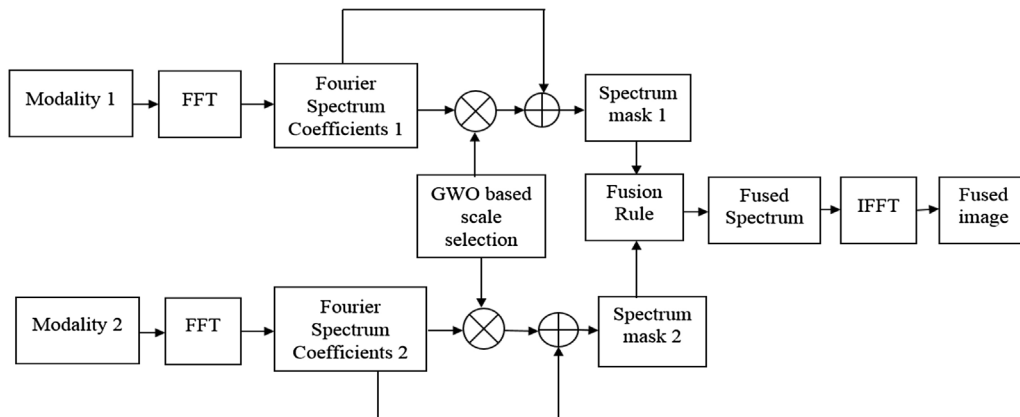 Modality 1
FFT
Fourier
Spectrum
Coefficients 1
Spectrum
mask 1
GWO based
scale
selection
Fusion
Rule
Fused
Spectrum
IFFT
Fused
image
Modality 2
FFT
Fourier
Spectrum
Coefficients 2
Spectrum
mask 2